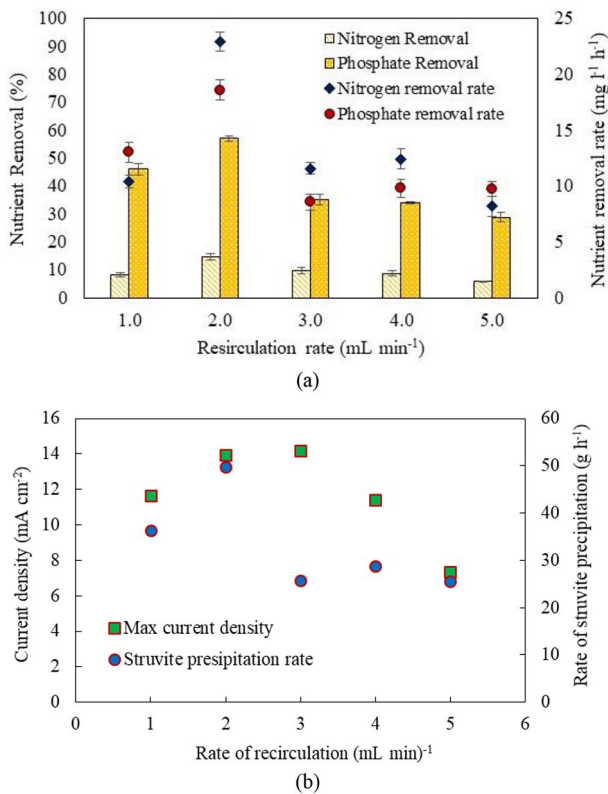 100
90
80
70
60
50
40
30
20
10
0
Nutrient Removal (%)
25
20
15
10
5
0
Nutrient removal rate (mg l⁻¹ h⁻¹)
Nitrogen Removal
Phosphate Removal
Nitrogen removal rate
Phosphate removal rate
1.0 2.0 3.0 4.0 5.0
Resirculation rate (mL min⁻¹)
(a)
16
14
12
10
8
6
4
2
0
Current density (mA cm⁻²)
60
50
40
30
20
10
0
Rate of struvite precipitation (g h⁻¹)
Max current density
Struvite presipitation rate
0 1 2 3 4 5 6
Rate of recirculation (mL min)⁻¹
(b)